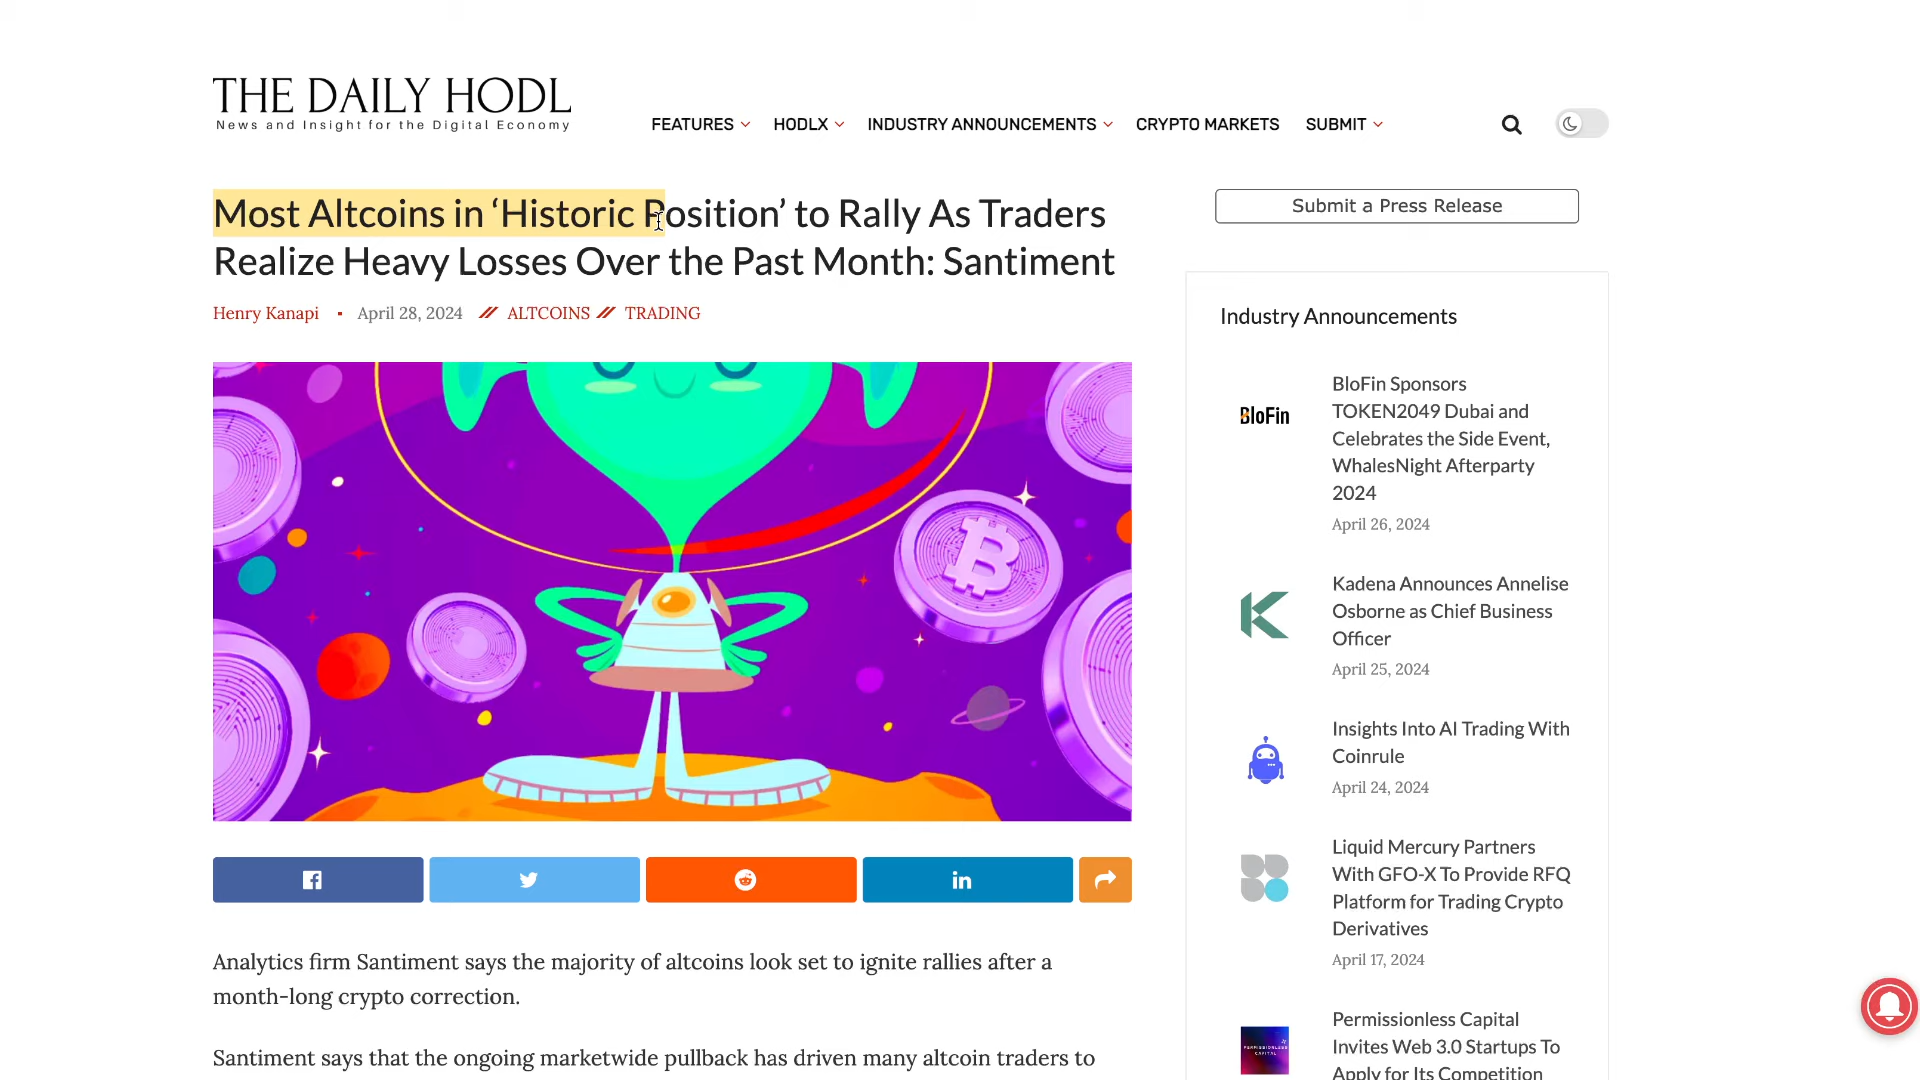 THE DAILY HODL
News and Insight for the Digital Economy
FEATURES HODLX INDUSTRY ANNOUNCEMENTS CRYPTO MARKETS SUBMIT
Most Altcoins in ‘Historic Position’ to Rally As Traders
Realize Heavy Losses Over the Past Month: Santiment
Henry Kanapi April 28, 2024 ALTCOINS TRADING
Analytics firm Santiment says the majority of altcoins look set to ignite rallies after a
month-long crypto correction.
Santiment says that the ongoing marketwide pullback has driven many altcoin traders to
Submit a Press Release
Industry Announcements
BloFin
BloFin Sponsors
TOKEN2049 Dubai and
Celebrates the Side Event,
WhalesNight Afterparty
2024
April 26, 2024
Kadena Announces Annelise
Osborne as Chief Business
Officer
April 25, 2024
Insights Into AI Trading With
Coinrule
April 24, 2024
Liquid Mercury Partners
With GFO-X To Provide RFQ
Platform for Trading Crypto
Derivatives
April 17, 2024
PERMISSIONLESS
CAPITAL
Permissionless Capital
Invites Web 3.0 Startups To
Apply for Its Competition